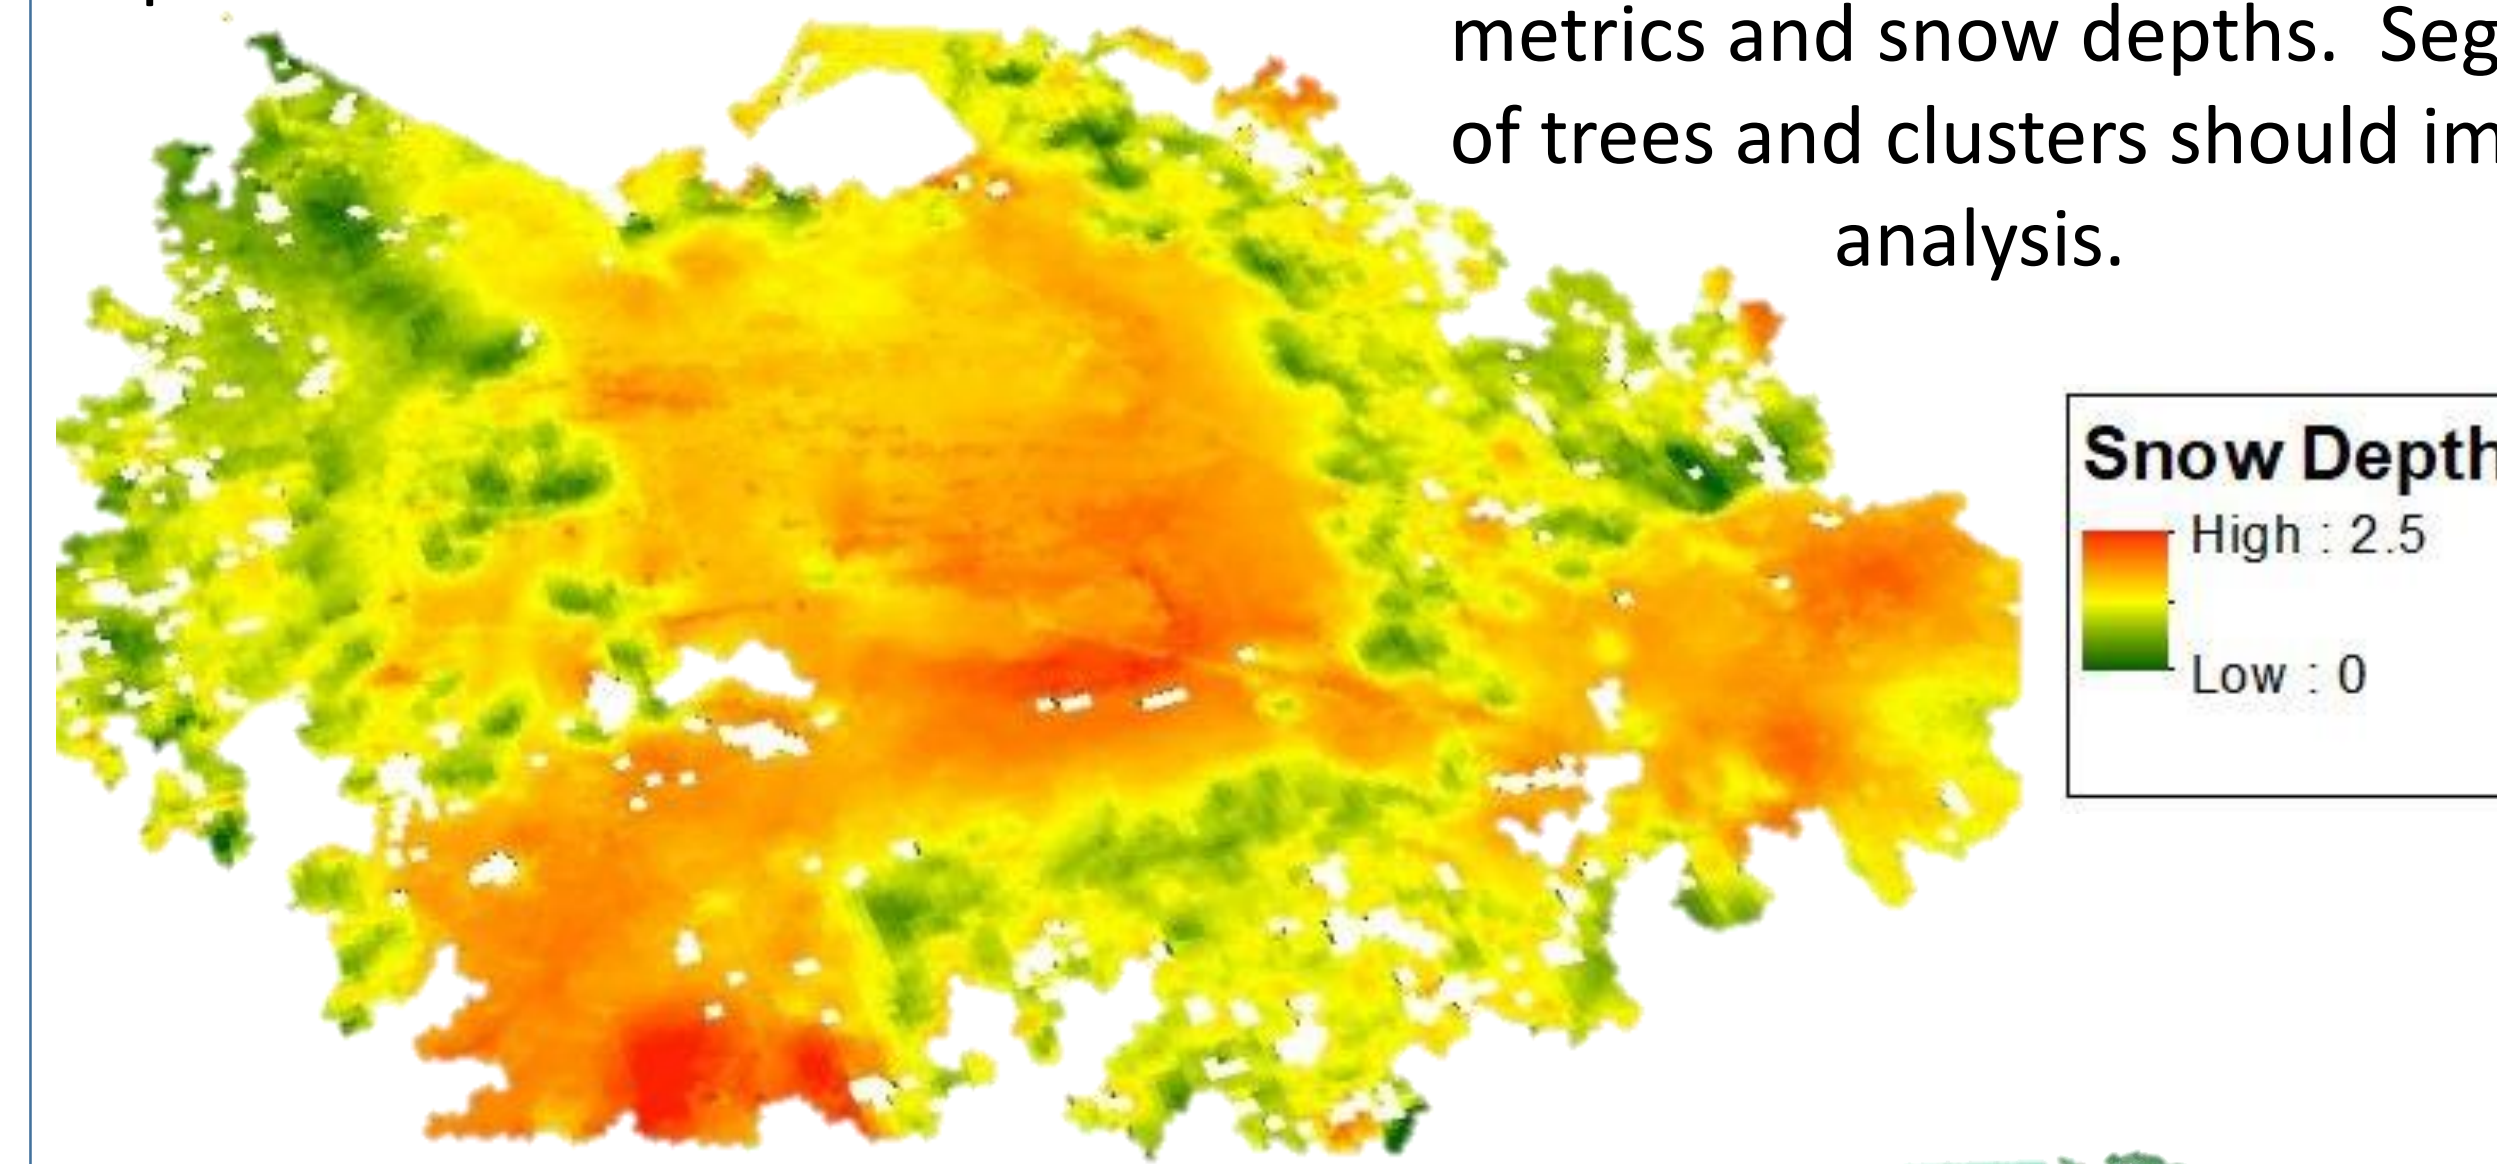 metrics and snow depths. Seg
of trees and clusters should im
analysis.
Snow Depth
High : 2.5
Low : 0